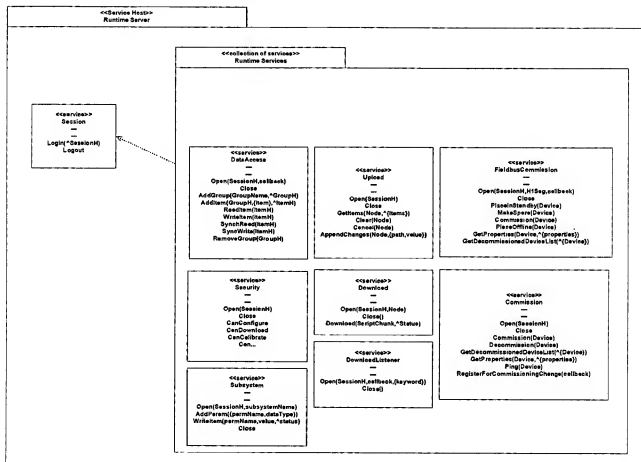 <<Service Host>>
Runtime Server
<<collection of services>>
Runtime Services
<<service>>
Session
Login(^SessionH)
Logout
<<service>>
DataAccess
Open(SessionH,callback)
Close
AddGroup(GroupName,^GroupH)
AddItem(GroupH,{item},^ItemH)
ReadItem(ItemH)
WriteItem(ItemH)
SynchRead(ItemH)
SyncWrite(ItemH)
RemoveGroup(GroupH)
<<service>>
Upload
Open(SessionH)
Close
GetItems(Node,^{items})
Clear(Node)
Cancel(Node)
AppendChanges(Node,{path,value})
<<service>>
FieldbusCommission
Open(SessionH,H1Seg,callback)
Close
PlaceInStandby(Device)
MakeSpare(Device)
Commission(Device)
PlaceOffline(Device)
GetProperties(Device,^{properties})
GetDecommissionedDeviceList(^{Device})
<<service>>
Security
Open(SessionH)
Close
CanConfigure
CanDownload
CanCalibrate
Can...
<<service>>
Download
Open(SessionH,Node)
Close()
Download(ScriptChunk,^Status)
<<service>>
Commission
Open(SessionH)
Close
Commission(Device)
Decommission(Device)
GetDecommissionedDeviceList(^{Device})
GetProperties(Device,^{properties})
Ping(Device)
RegisterForCommissioningChange(callback)
<<service>>
DownloadListener
Open(SessionH,callback,{keyword})
Close()
<<service>>
Subsystem
Open(SessionH,subsystemName)
AddParam({parmName,dataType})
WriteItem(parmName,value,^status)
Close